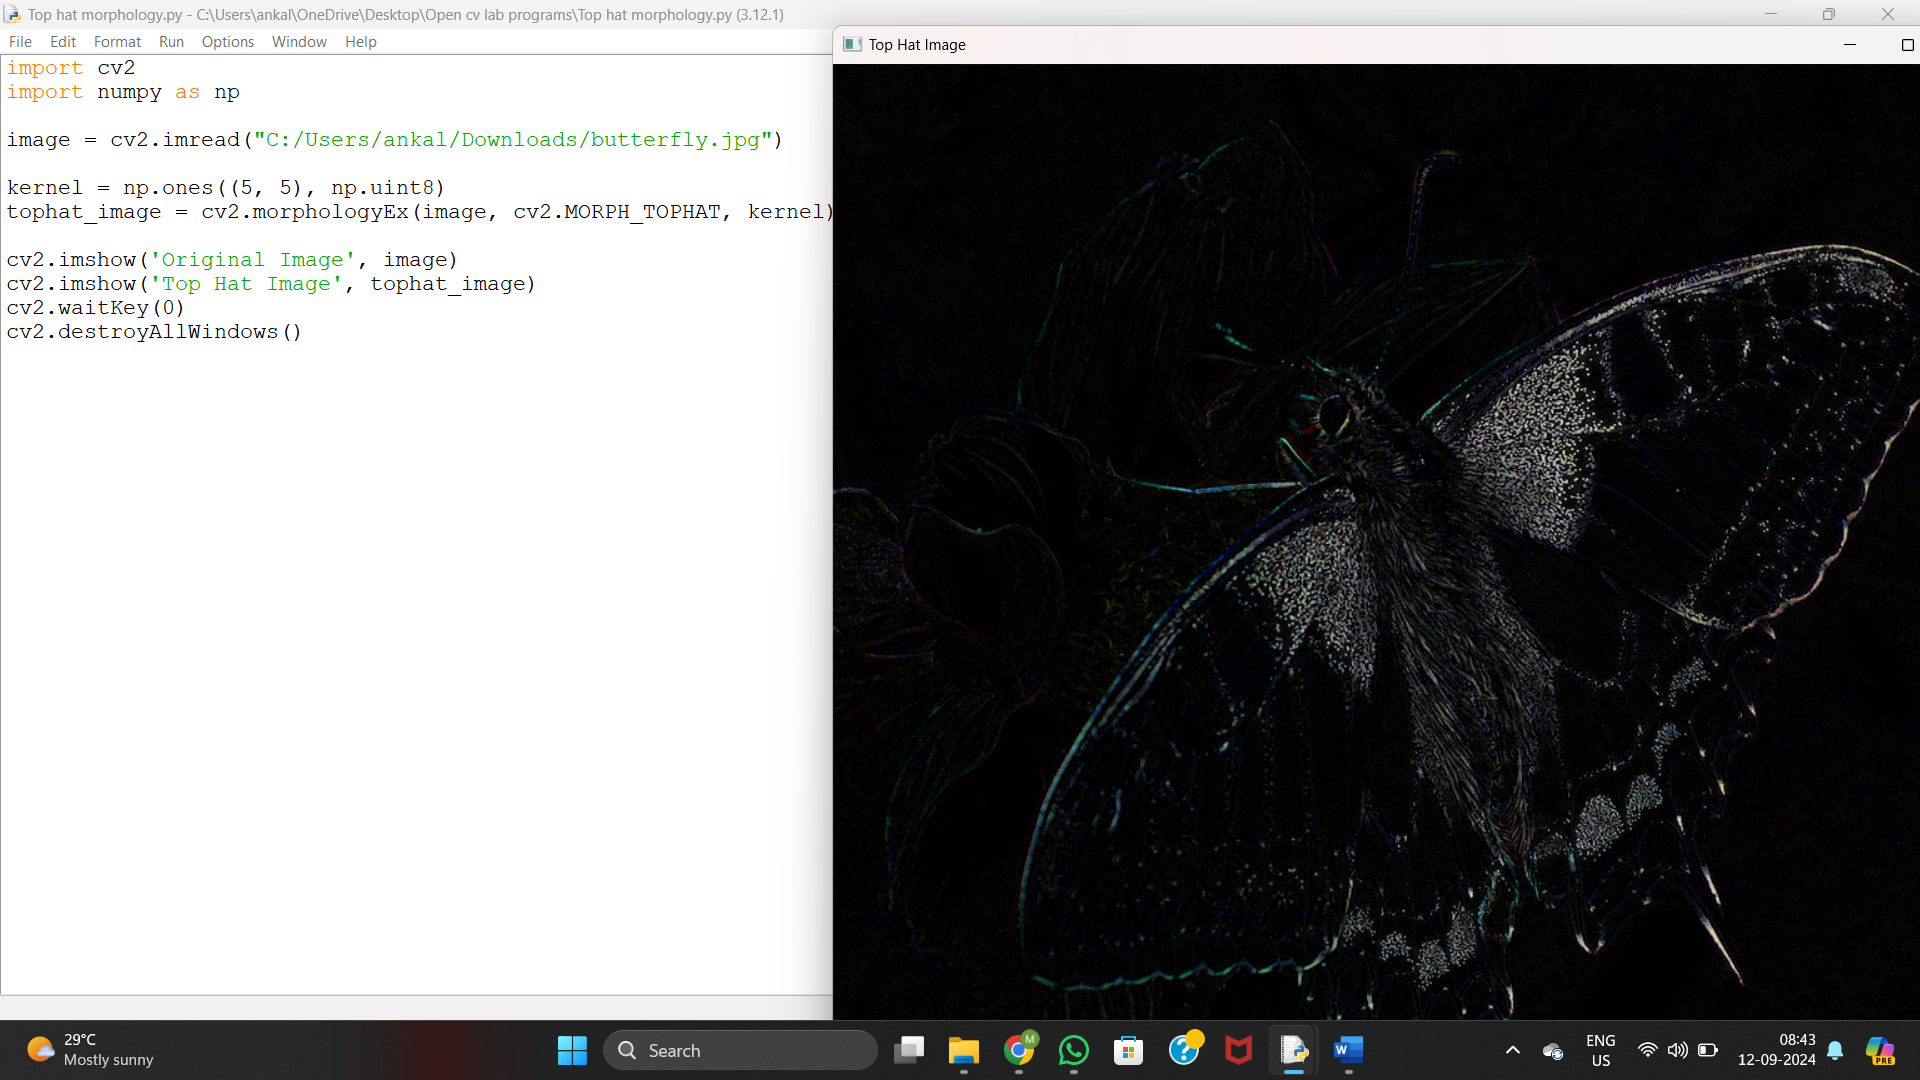 Top hat morphology.py - C:\Users\ankal\OneDrive\Desktop\Open cv lab programs\Top hat morphology.py (3.12.1)
File Edit Format Run Options Window Help
import cv2
import numpy as np
image = cv2.imread("C:/Users/ankal/Downloads/butterfly.jpg")
kernel = np.ones((5, 5), np.uint8)
tophat_image = cv2.morphologyEx(image, cv2.MORPH_TOPHAT, kernel)
cv2.imshow('Original Image', image)
cv2.imshow('Top Hat Image', tophat_image)
cv2.waitKey(0)
cv2.destroyAllWindows()
Top Hat Image
29°C
Mostly sunny
Search
M
W
PRE
ENG
US
08:43
12-09-2024